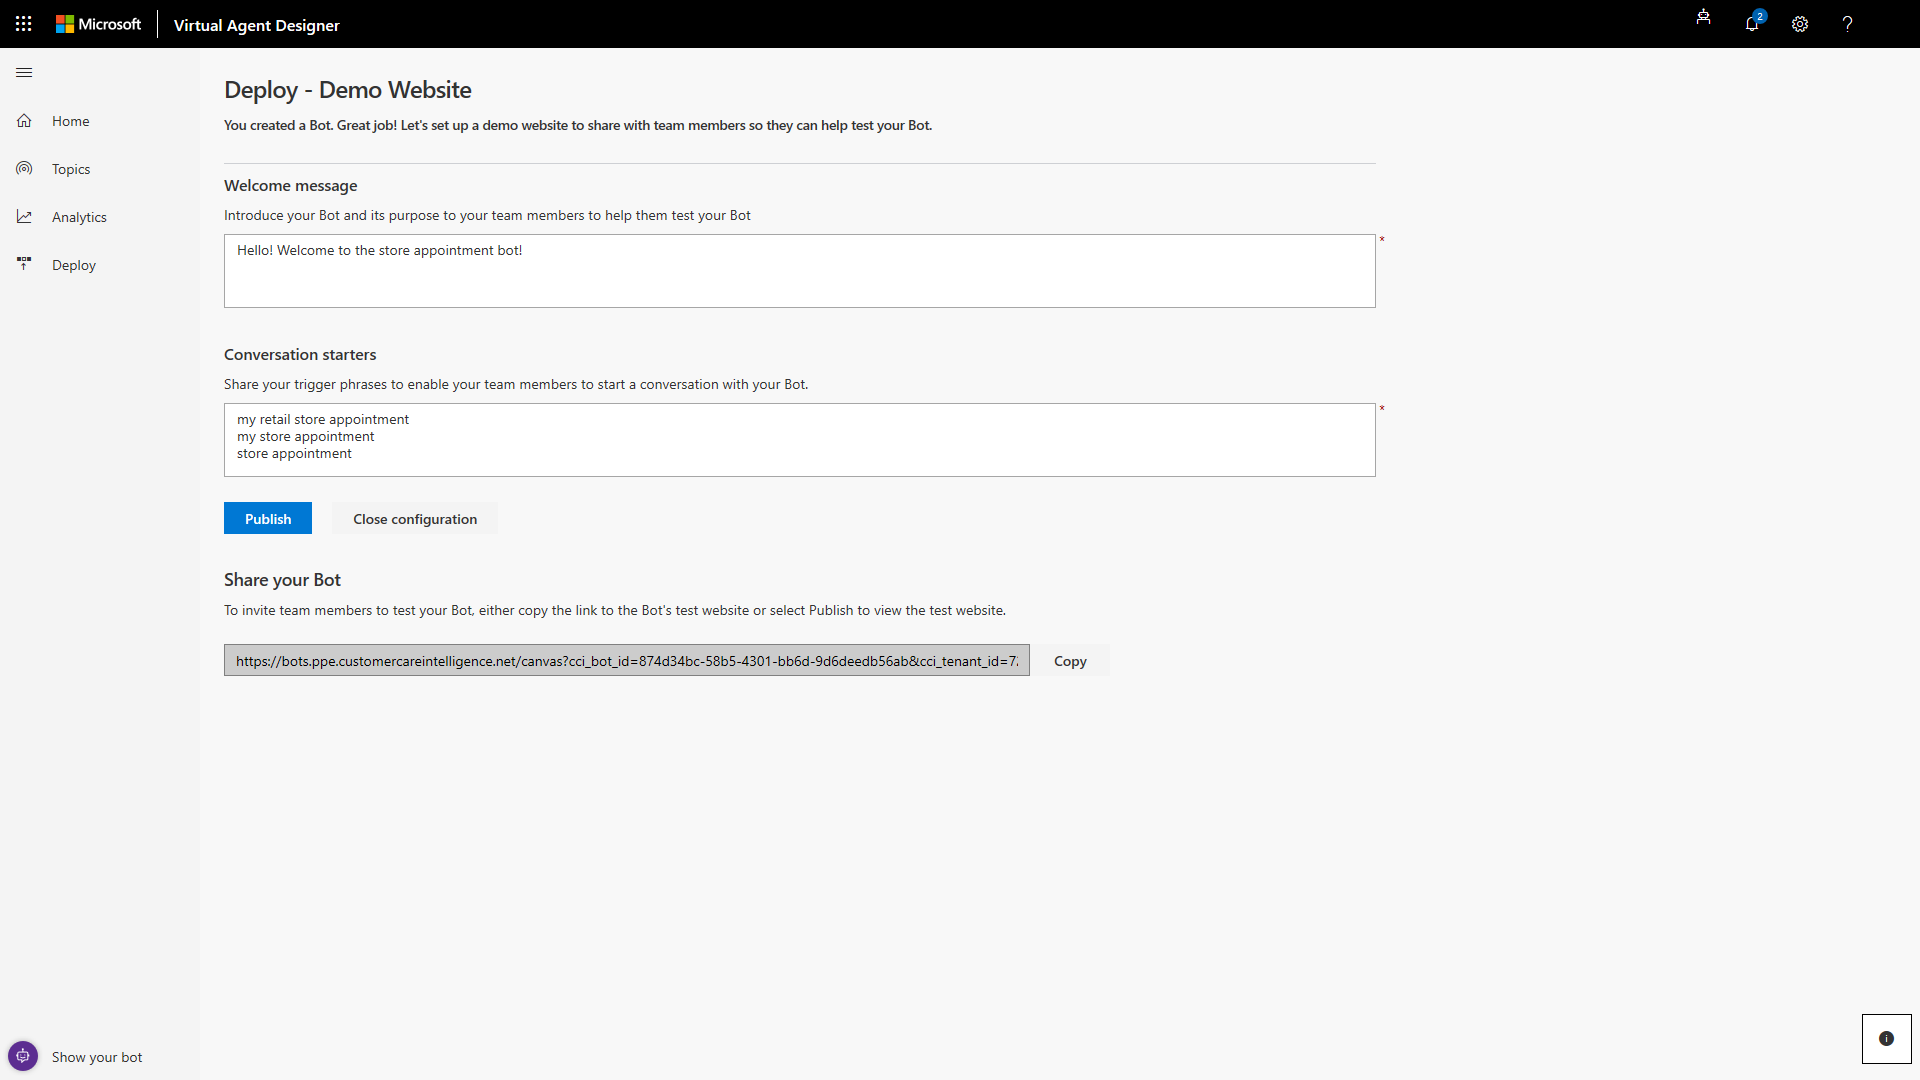 Microsoft
Virtual Agent Designer
2
Home
Topics
Analytics
Deploy
Deploy - Demo Website
You created a Bot. Great job! Let's set up a demo website to share with team members so they can help test your Bot.
Welcome message
Introduce your Bot and its purpose to your team members to help them test your Bot
Hello! Welcome to the store appointment bot!
*
Conversation starters
Share your trigger phrases to enable your team members to start a conversation with your Bot.
my retail store appointment
my store appointment
store appointment
*
Publish
Close configuration
Share your Bot
To invite team members to test your Bot, either copy the link to the Bot's test website or select Publish to view the test website.
https://bots.ppe.customercareintelligence.net/canvas?cci_bot_id=874d34bc-58b5-4301-bb6d-9d6deedb56ab&cci_tenant_id=7
Copy
Show your bot